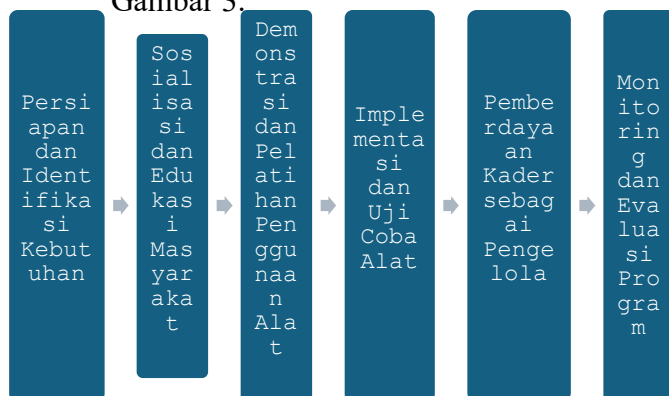 Gambar 3.
Persi
apan
dan
Ident
ifika
si
Kebut
uhan
Sos
ial
isa
si
dan
Edu
kas
i
Mas
yar
aka
t
Dem
ons
tra
si
dan
Pel
ati
han
Pen
ggu
naa
n
Ala
t
Imple
menta
si
dan
Uji
Coba
Alat
Pembe
rdaya
an
Kader
sebag
ai
Penge
lola
Mon
ito
rin
g
dan
Eva
lua
si
Pro
gra
m